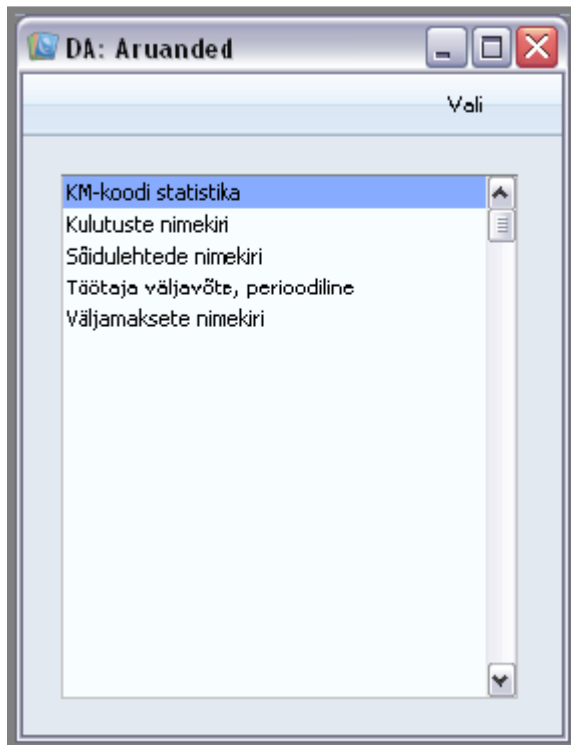 DA: Aruanded
Vali
KM-koodi statistika
Kulutuste nimekiri
Sõidulehtede nimekiri
Töötaja väljavõte, perioodiline
Väljamaksete nimekiri